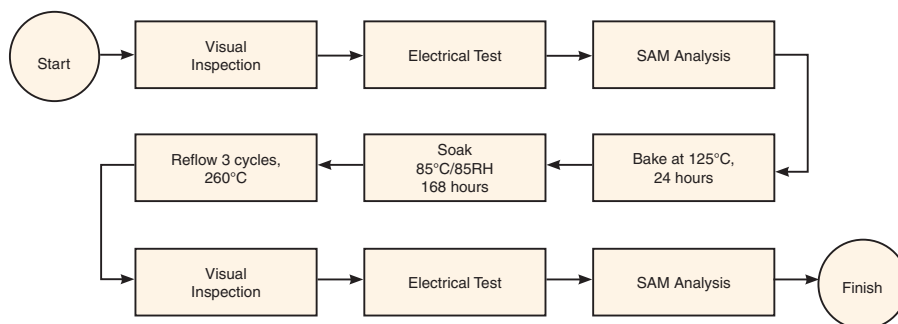 Start
Visual
Inspection
Electrical Test
SAM Analysis
Bake at 125°C,
24 hours
Soak
85°C/85RH
168 hours
Reflow 3 cycles,
260°C
Visual
Inspection
Electrical Test
SAM Analysis
Finish